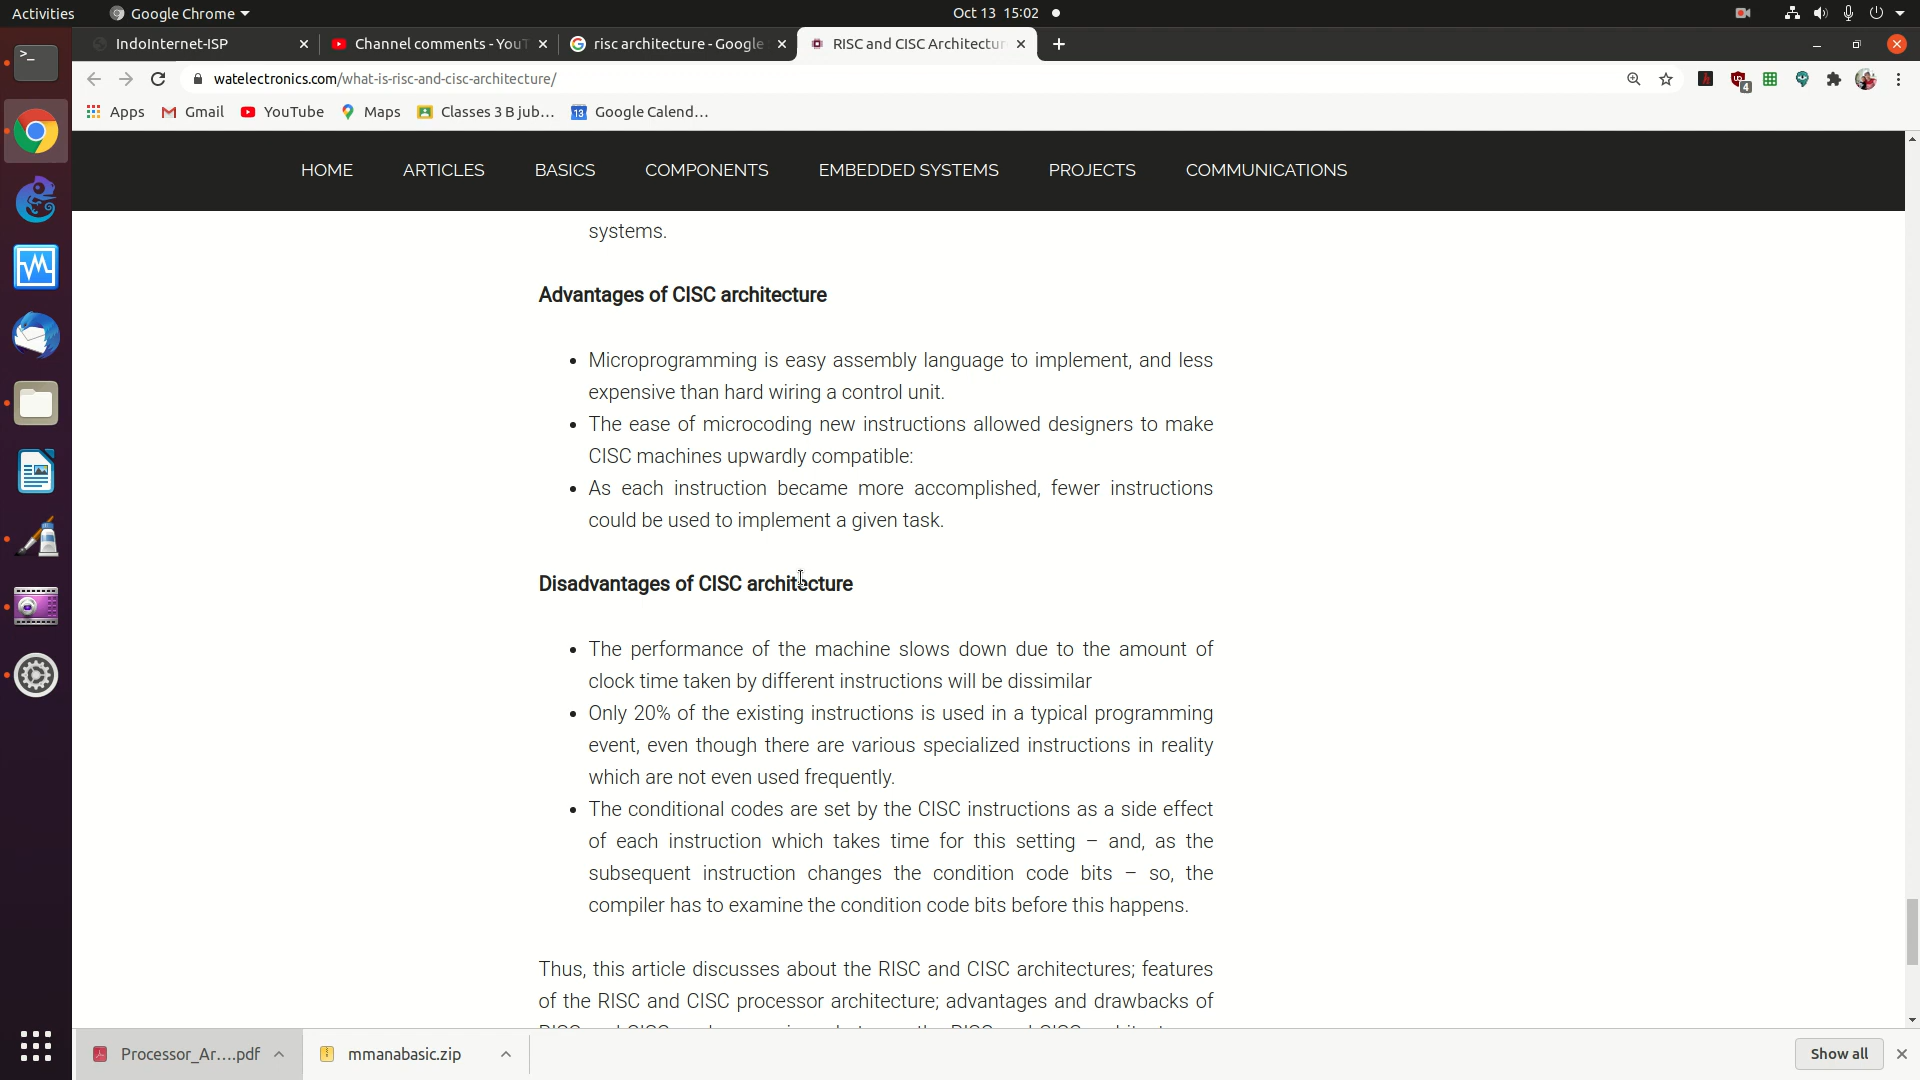 Activities Google Chrome Oct 13 15:02
IndoInternet-ISP Channel comments - YouT risc architecture - Google RISC and CISC Architectur
watelectronics.com/what-is-risc-and-cisc-architecture/
4
Apps Gmail YouTube Maps Classes 3 B jub... 13 Google Calend...
HOME ARTICLES BASICS COMPONENTS EMBEDDED SYSTEMS PROJECTS COMMUNICATIONS
systems.
Advantages of CISC architecture
• Microprogramming is easy assembly language to implement, and less
expensive than hard wiring a control unit.
• The ease of microcoding new instructions allowed designers to make
CISC machines upwardly compatible:
• As each instruction became more accomplished, fewer instructions
could be used to implement a given task.
Disadvantages of CISC architecture
• The performance of the machine slows down due to the amount of
clock time taken by different instructions will be dissimilar
• Only 20% of the existing instructions is used in a typical programming
event, even though there are various specialized instructions in reality
which are not even used frequently.
• The conditional codes are set by the CISC instructions as a side effect
of each instruction which takes time for this setting – and, as the
subsequent instruction changes the condition code bits – so, the
compiler has to examine the condition code bits before this happens.
Thus, this article discusses about the RISC and CISC architectures; features
of the RISC and CISC processor architecture; advantages and drawbacks of
Processor_Ar....pdf mmanabasic.zip Show all